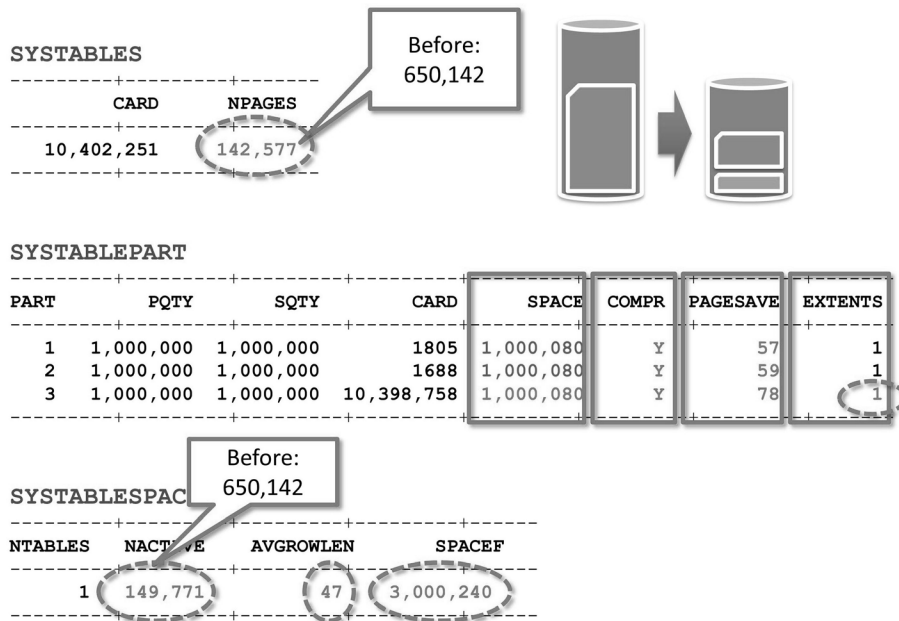 Before:
650,142
SYSTABLES
CARD NPAGES
10,402,251 142,577
SYSTABLEPART
PART PQTY SQTY CARD SPACE COMPR PAGESAVE EXTENTS
1 1,000,000 1,000,000 1805 1,000,080 Y 57 1
2 1,000,000 1,000,000 1688 1,000,080 Y 59 1
3 1,000,000 1,000,000 10,398,758 1,000,080 Y 78 1
Before:
650,142
SYSTABLESPAC
NTABLES AVGROWLEN SPACEF
1 149,771 47 3,000,240